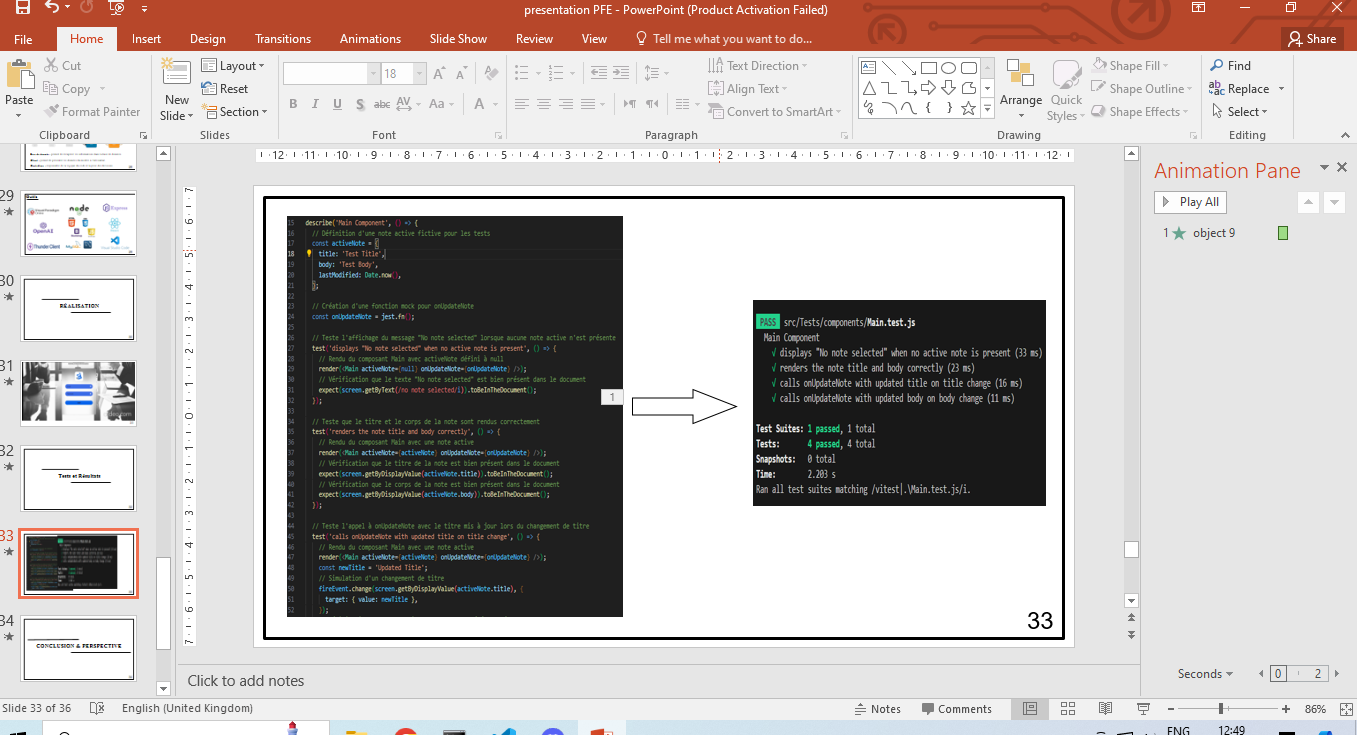 presentation PFE - PowerPoint (Product Activation Failed)
File Home Insert Design Transitions Animations Slide Show Review View Tell me what you want to do... Share
Paste
Cut
Copy
Format Painter
Clipboard
New
Slide
Layout
Reset
Section
Slides
18
B I U S abc AV Aa A
Font
Text Direction
Align Text
Convert to SmartArt
Paragraph
Arrange
Quick
Styles
Shape Fill
Shape Outline
Shape Effects
Drawing
Find
Replace
Select
Editing
29
30
RÉALISATION
31
32
Tests et Résultats
33
34
CONCLUSION & PERSPECTIVE
15 describe('Main Component', () => {
16 // Définition d'une note active fictive pour les tests
17 const activeNote = {
18 title: 'Test Title',
19 body: 'Test Body',
20 lastModified: Date.now(),
21 };
22
23 // Création d'une fonction mock pour onUpdateNote
24 const onUpdateNote = jest.fn();
25
26 // Teste l'affichage du message "No note selected" lorsque aucune note active n'est présente
27 test('displays "No note selected" when no active note is present', () => {
28 // Rendu du composant Main avec activeNote défini à null
29 render(<Main activeNote={null} onUpdateNote={onUpdateNote} />);
30 // Vérification que le texte "No note selected" est bien présent dans le document
31 expect(screen.getByText(/no note selected/i)).toBeInTheDocument();
32 });
33
34 // Teste que le titre et le corps de la note sont rendus correctement
35 test('renders the note title and body correctly', () => {
36 // Rendu du composant Main avec une note active
37 render(<Main activeNote={activeNote} onUpdateNote={onUpdateNote} />);
38 // Vérification que le titre de la note est bien présent dans le document
39 expect(screen.getByDisplayValue(activeNote.title)).toBeInTheDocument();
40 // Vérification que le corps de la note est bien présent dans le document
41 expect(screen.getByDisplayValue(activeNote.body)).toBeInTheDocument();
42 });
43
44 // Teste l'appel à onUpdateNote avec le titre mis à jour lors du changement de titre
45 test('calls onUpdateNote with updated title on title change', () => {
46 // Rendu du composant Main avec une note active
47 render(<Main activeNote={activeNote} onUpdateNote={onUpdateNote} />);
48 const newTitle = 'Updated Title';
49 // Simulation d'un changement de titre
50 fireEvent.change(screen.getByDisplayValue(activeNote.title), {
51 target: { value: newTitle },
52 });
1
PASS src/Tests/components/Main.test.js
Main Component
√ displays "No note selected" when no active note is present (33 ms)
√ renders the note title and body correctly (23 ms)
√ calls onUpdateNote with updated title on title change (16 ms)
√ calls onUpdateNote with updated body on body change (11 ms)
Test Suites: 1 passed, 1 total
Tests: 4 passed, 4 total
Snapshots: 0 total
Time: 2.203 s
Ran all test suites matching /vitest|.\Main.test.js/i.
33
Animation Pane
Play All
1 object 9
Seconds 0 2
Click to add notes
Slide 33 of 36 English (United Kingdom) Notes Comments 86%
ENG 12:49